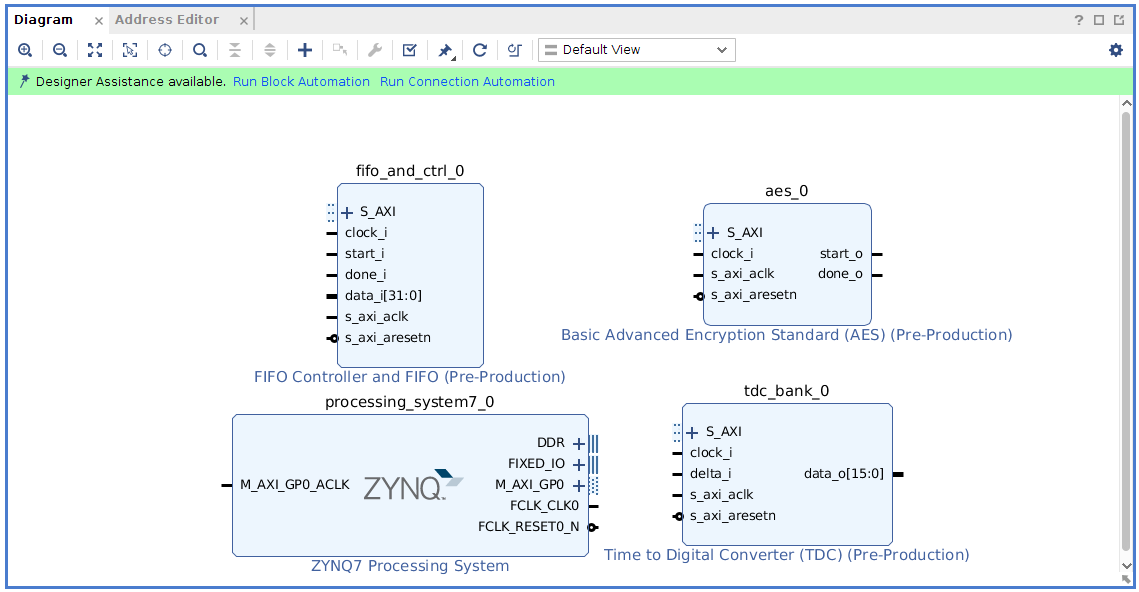 Diagram × Address Editor × ?
Default View
Designer Assistance available. Run Block Automation Run Connection Automation
fifo_and_ctrl_0
S_AXI
clock_i
start_i
done_i
data_i[31:0]
s_axi_aclk
s_axi_aresetn
FIFO Controller and FIFO (Pre-Production)
aes_0
S_AXI
clock_i start_o
s_axi_aclk done_o
s_axi_aresetn
Basic Advanced Encryption Standard (AES) (Pre-Production)
processing_system7_0
DDR
FIXED_IO
M_AXI_GP0_ACLK ZYNQ M_AXI_GP0
FCLK_CLK0
FCLK_RESET0_N
ZYNQ7 Processing System
tdc_bank_0
S_AXI
clock_i
delta_i data_o[15:0]
s_axi_aclk
s_axi_aresetn
Time to Digital Converter (TDC) (Pre-Production)